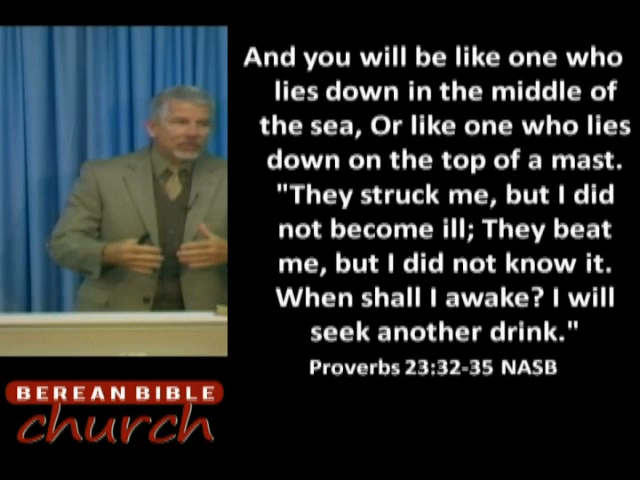 And you will be like one who
lies down in the middle of
the sea, Or like one who lies
down on the top of a mast.
"They struck me, but I did
not become ill; They beat
me, but I did not know it.
When shall I awake? I will
seek another drink."
Proverbs 23:32-35 NASB
BEREAN BIBLE
church